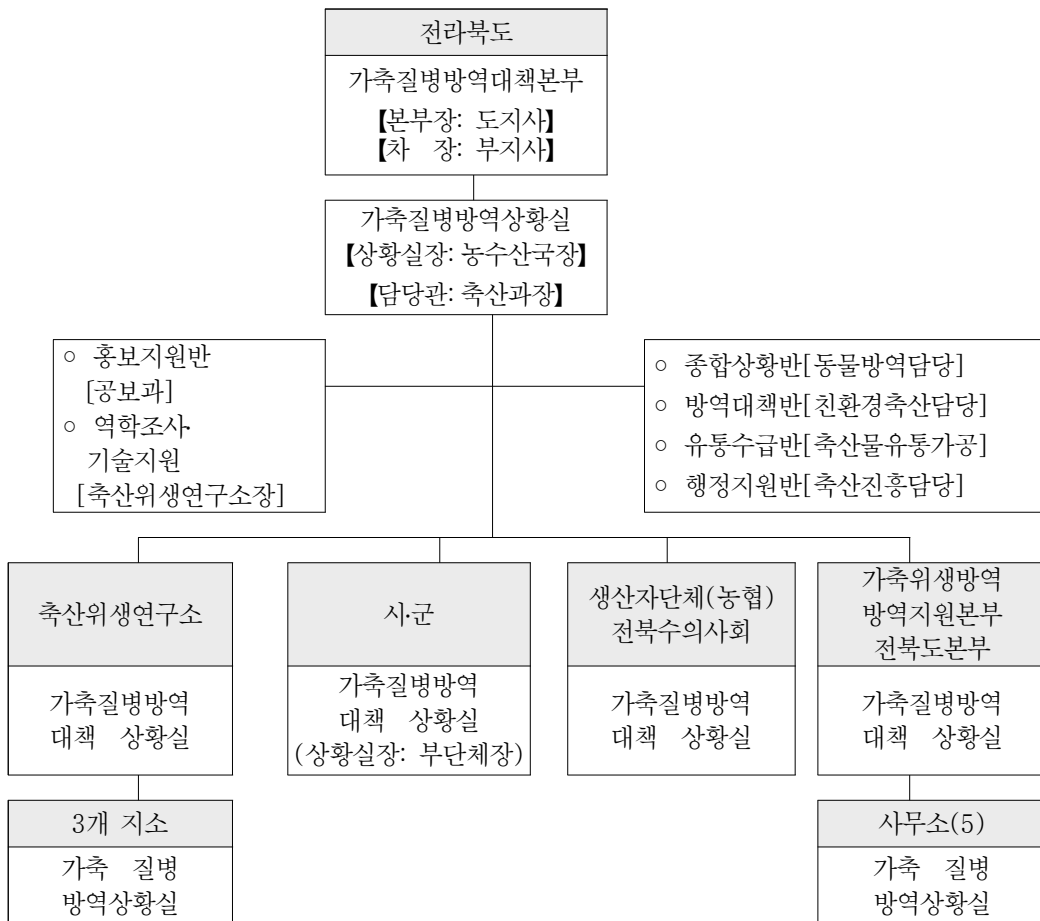 전라북도
가축질병방역대책본부
【본부장: 도지사】
【차 장: 부지사】
가축질병방역상황실
【상황실장: 농수산국장】
【담당관: 축산과장】
○ 홍보지원반
[공보과]
○ 역학조사·
기술지원
[축산위생연구소장]
○ 종합상황반[동물방역담당]
○ 방역대책반[친환경축산담당]
○ 유통수급반[축산물유통가공]
○ 행정지원반[축산진흥담당]
축산위생연구소
가축질병방역
대책 상황실
3개 지소
가축 질병
방역상황실
시·군
가축질병방역
대책 상황실
(상황실장: 부단체장)
생산자단체(농협)
전북수의사회
가축질병방역
대책 상황실
가축위생방역
방역지원본부
전북도본부
가축질병방역
대책 상황실
사무소(5)
가축 질병
방역상황실